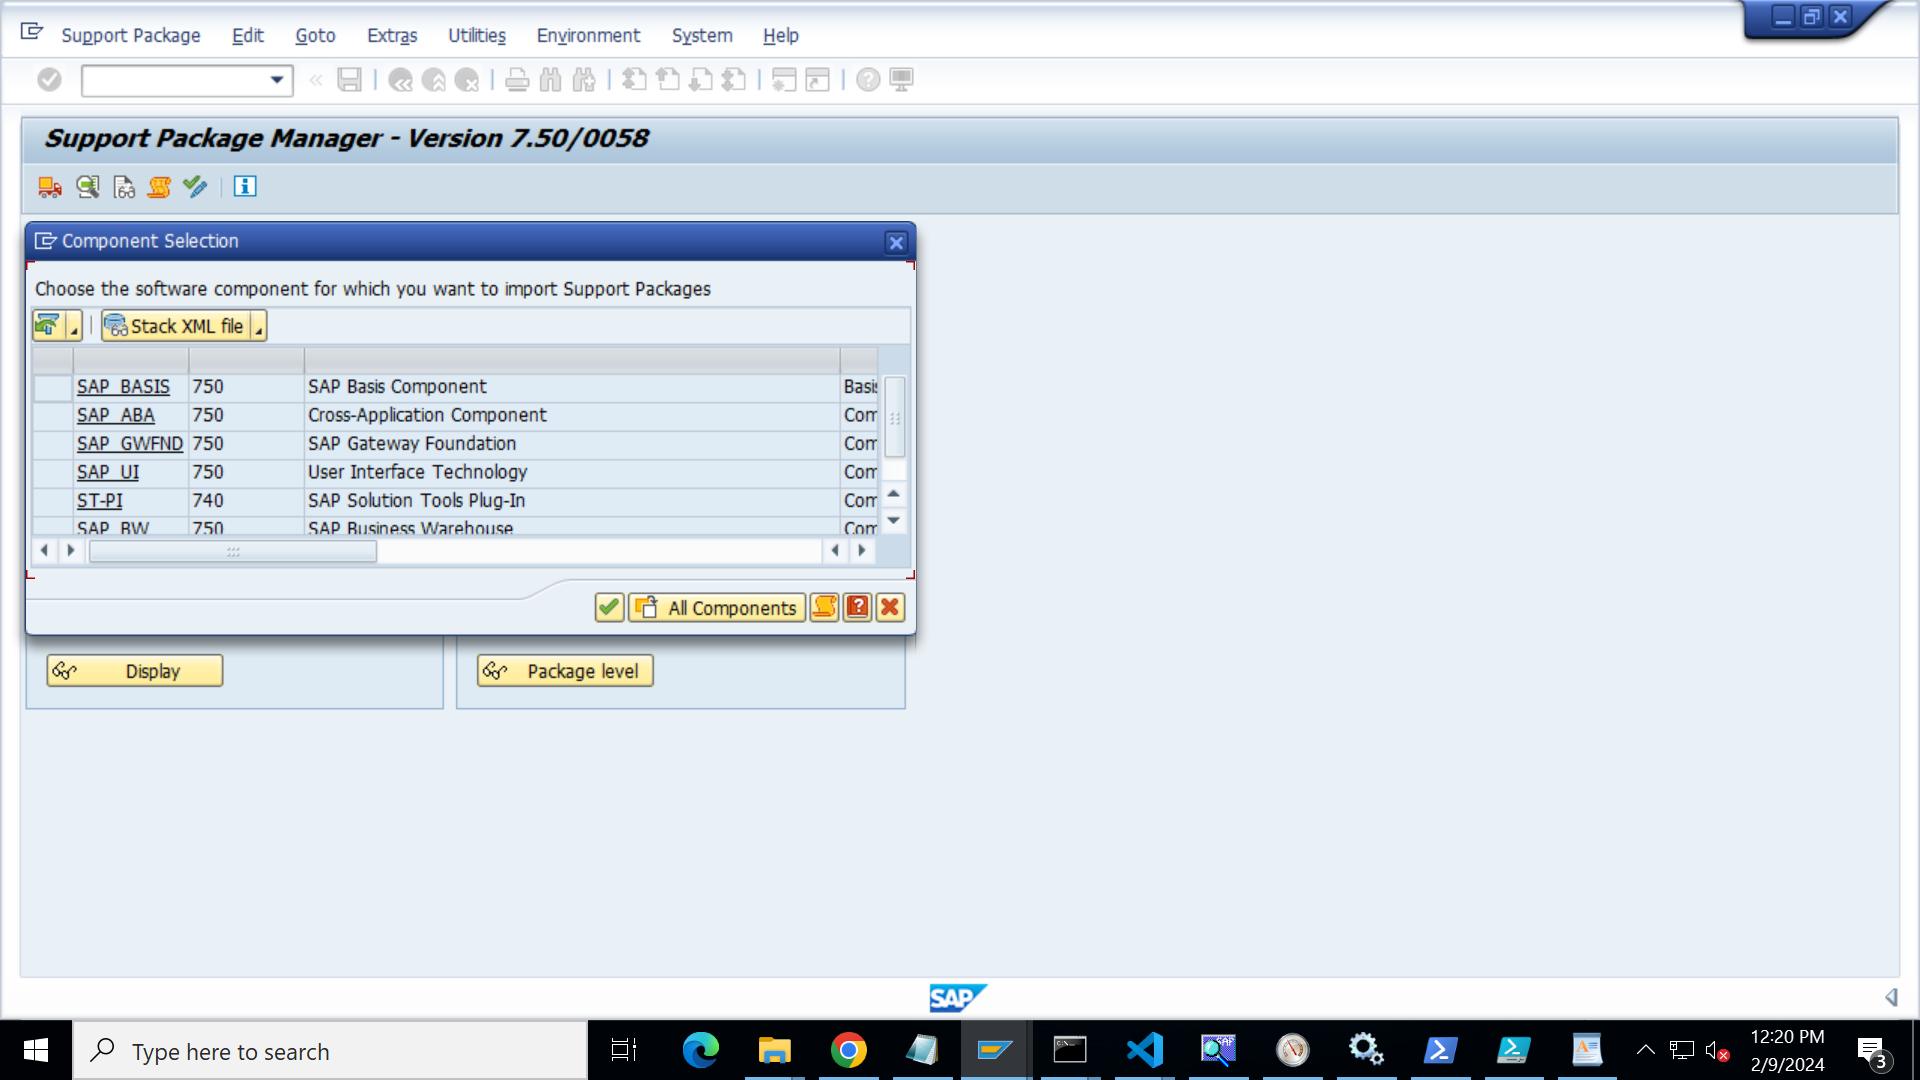 Support Package Edit Goto Extras Utilities Environment System Help
Support Package Manager - Version 7.50/0058
Component Selection
Choose the software component for which you want to import Support Packages
Stack XML file
SAP_BASIS 750 SAP Basis Component Basis
SAP_ABA 750 Cross-Application Component Com
SAP_GWFND 750 SAP Gateway Foundation Com
SAP_UI 750 User Interface Technology Com
ST-PI 740 SAP Solution Tools Plug-In Com
SAP_BW 750 SAP Business Warehouse Com
All Components
Display Package level
SAP
Type here to search
12:20 PM
2/9/2024
3